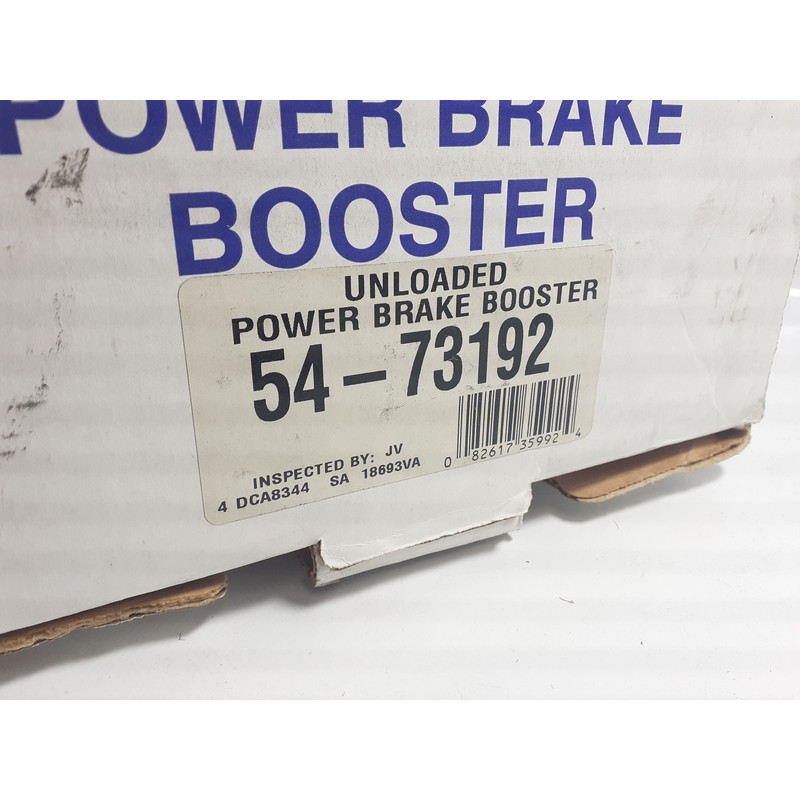 POWER BRAKE
BOOSTER
UNLOADED
POWER BRAKE BOOSTER
54-73192
INSPECTED BY: JV
4 DCA8344 SA 18693VA
0 82617 35992 4